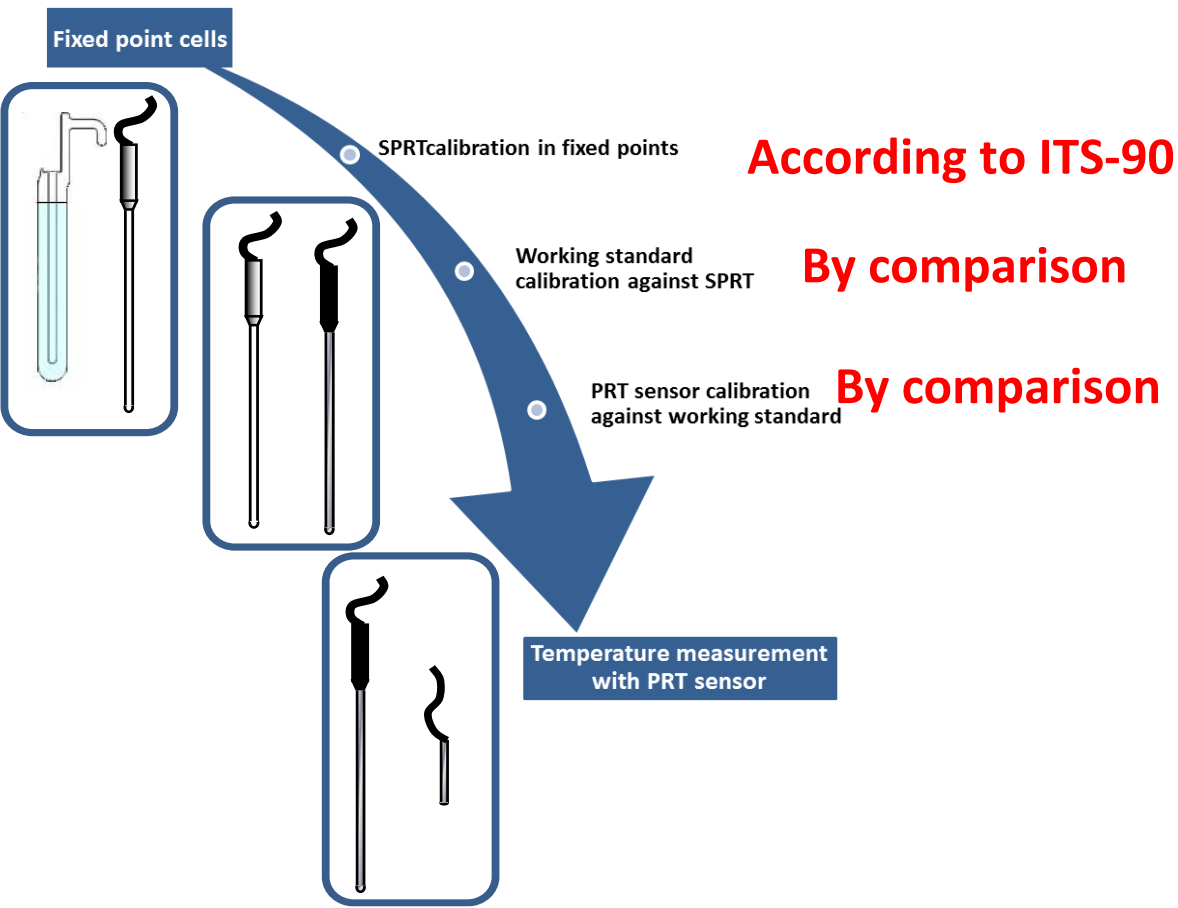 Fixed point cells
SPRTcalibration in fixed points
According to ITS-90
Working standard
calibration against SPRT
By comparison
PRT sensor calibration
against working standard
By comparison
Temperature measurement
with PRT sensor